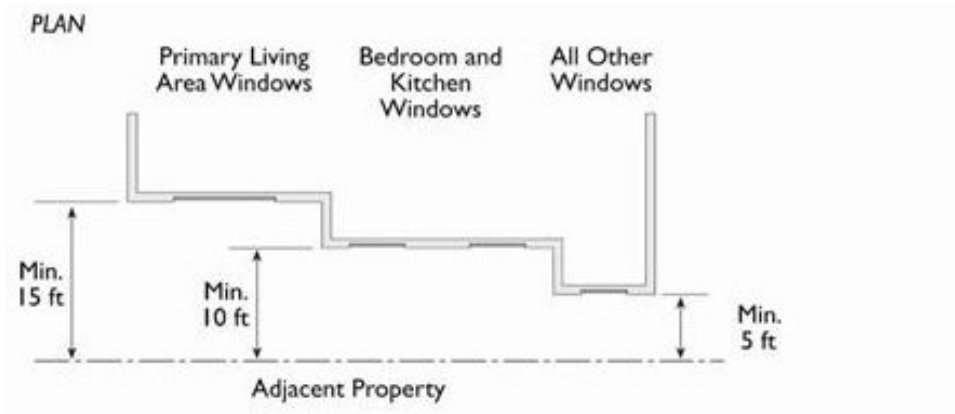 PLAN
Primary Living
Area Windows
Bedroom and
Kitchen
Windows
All Other
Windows
Min.
15 ft
Min.
10 ft
Min.
5 ft
Adjacent Property